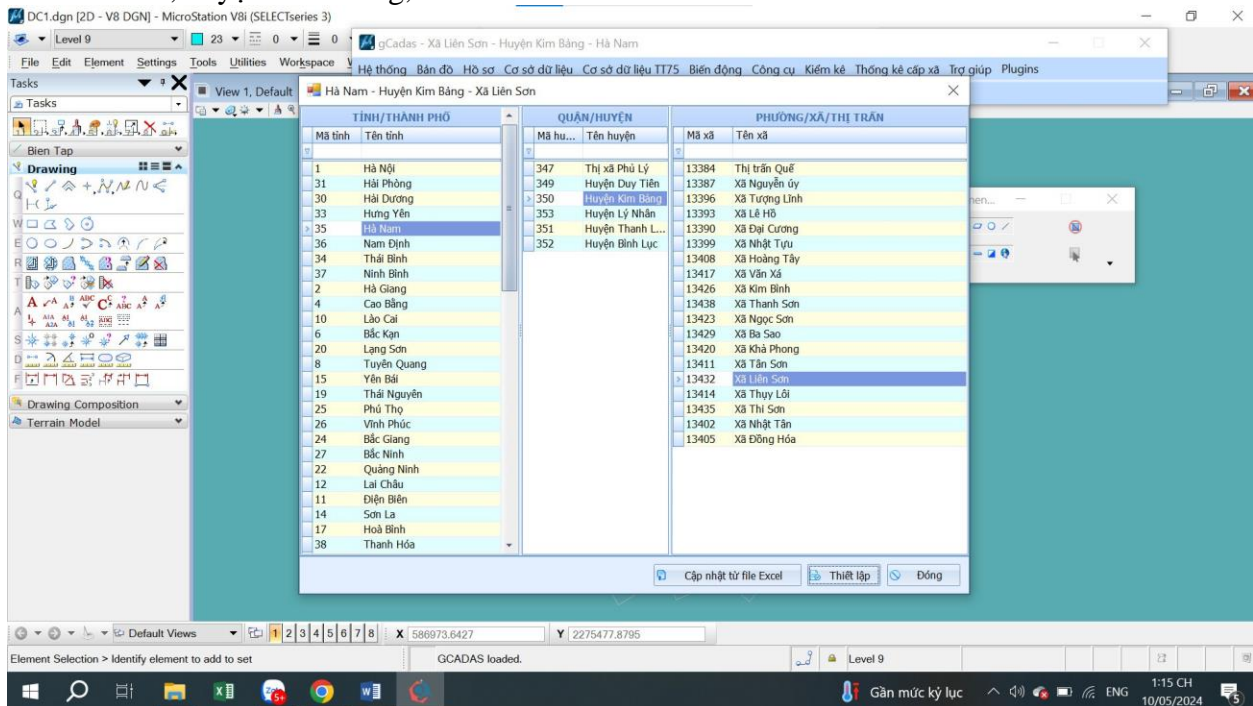 DC1.dgn [2D - V8 DGN] - MicroStation V8i (SELECTseries 3)
Level 9 23 0 0
gCadas - Xã Liên Sơn - Huyện Kim Bảng - Hà Nam
File Edit Element Settings Tools Utilities Workspace
Hệ thống Bản đồ Hồ sơ Cơ sở dữ liệu Cơ sở dữ liệu TT75 Biến động Công cụ Kiểm kê Thống kê cấp xã Trợ giúp Plugins
Tasks
View 1, Default
Hà Nam - Huyện Kim Bảng - Xã Liên Sơn
Tasks
TỈNH/THÀNH PHỐ QUẬN/HUYỆN PHƯỜNG/XÃ/THỊ TRẤN
Mã tỉnh Tên tỉnh Mã hu... Tên huyện Mã xã Tên xã
Bien Tap
Drawing
1 Hà Nội 347 Thị xã Phủ Lý 13384 Thị trấn Quế
31 Hải Phòng 349 Huyện Duy Tiên 13387 Xã Nguyễn úy
30 Hải Dương 350 Huyện Kim Bảng 13396 Xã Tượng Lĩnh
33 Hưng Yên 353 Huyện Lý Nhân 13393 Xã Lê Hồ
35 Hà Nam 351 Huyện Thanh L... 13390 Xã Đại Cương
36 Nam Định 352 Huyện Bình Lục 13399 Xã Nhật Tựu
34 Thái Bình 13408 Xã Hoàng Tây
37 Ninh Bình 13417 Xã Văn Xá
2 Hà Giang 13426 Xã Kim Bình
4 Cao Bằng 13438 Xã Thanh Sơn
10 Lào Cai 13423 Xã Ngọc Sơn
6 Bắc Kạn 13429 Xã Ba Sao
20 Lạng Sơn 13420 Xã Khả Phong
8 Tuyên Quang 13411 Xã Tân Sơn
15 Yên Bái 13432 Xã Liên Sơn
19 Thái Nguyên 13414 Xã Thụy Lôi
25 Phú Thọ 13435 Xã Thi Sơn
26 Vĩnh Phúc 13402 Xã Nhật Tân
24 Bắc Giang 13405 Xã Đồng Hóa
27 Bắc Ninh
22 Quảng Ninh
12 Lai Châu
11 Điện Biên
14 Sơn La
17 Hoà Bình
38 Thanh Hóa
Drawing Composition
Terrain Model
Cập nhật từ file Excel Thiết lập Đóng
Default Views 1 2 3 4 5 6 7 8 X 586973.6427 Y 2275477.8795
Element Selection > Identify element to add to set GCADAS loaded. Level 9
Gần mức kỷ lục ENG 1:15 CH
10/05/2024